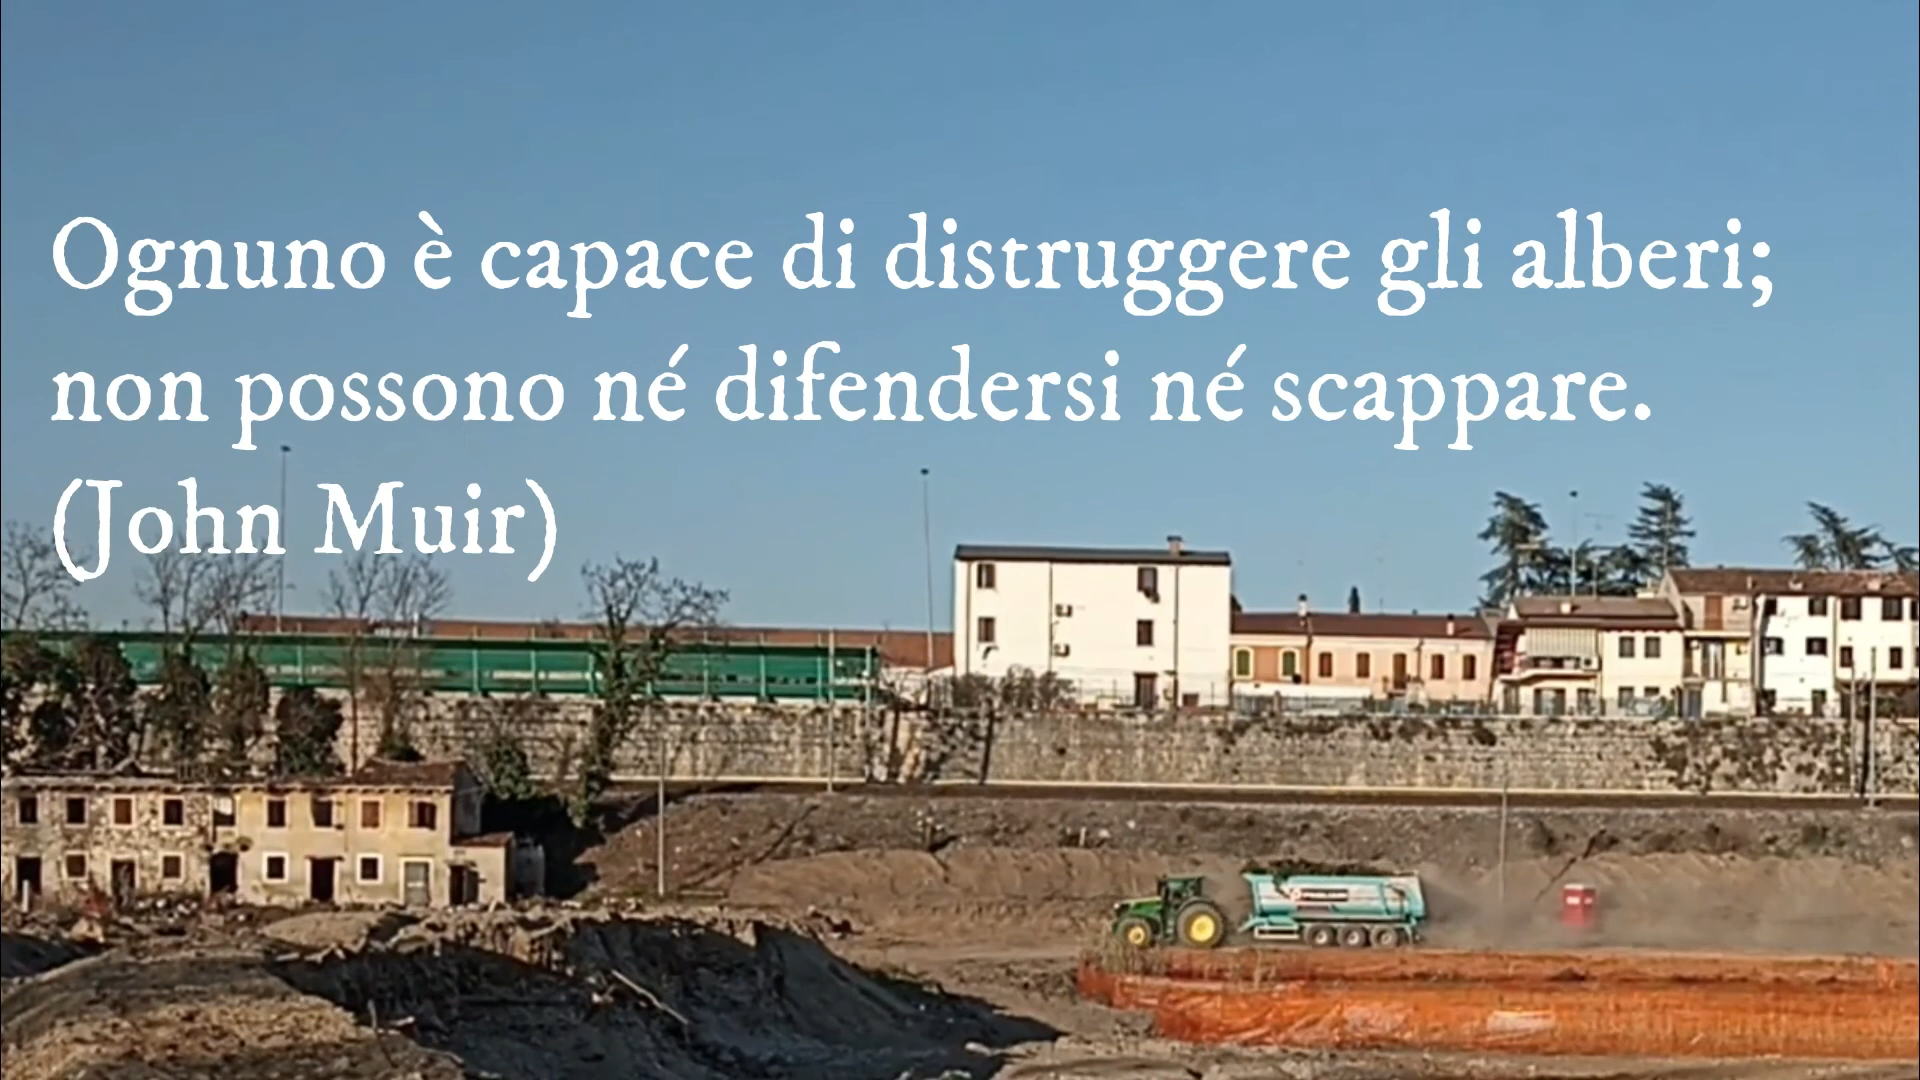 Ognuno è capace di distruggere gli alberi;
non possono né difendersi né scappare.
(John Muir)